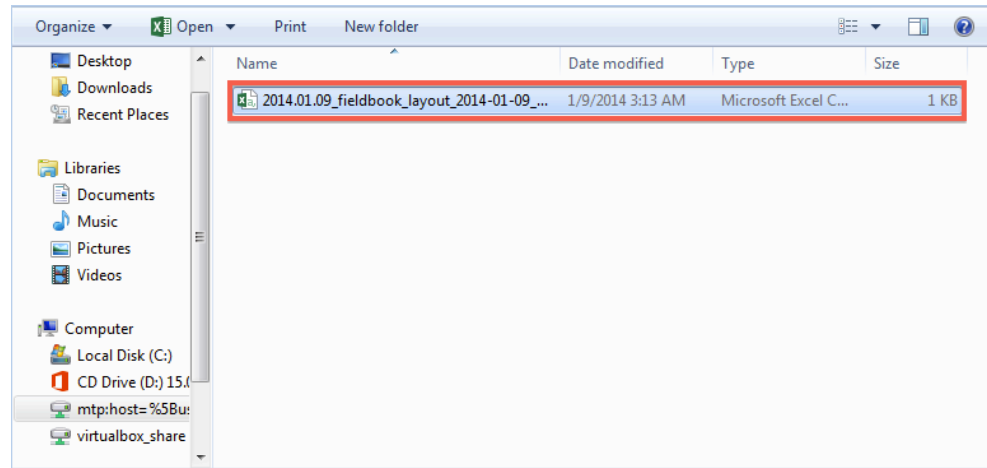 Organize Open Print New folder
Desktop
Downloads
Recent Places
Libraries
Documents
Music
Pictures
Videos
Computer
Local Disk (C:)
CD Drive (D:) 15.
mtp:host=%5Bu
virtualbox_share
Name Date modified Type Size
2014.01.09_fieldbook_layout_2014-01-09_... 1/9/2014 3:13 AM Microsoft Excel C... 1 KB